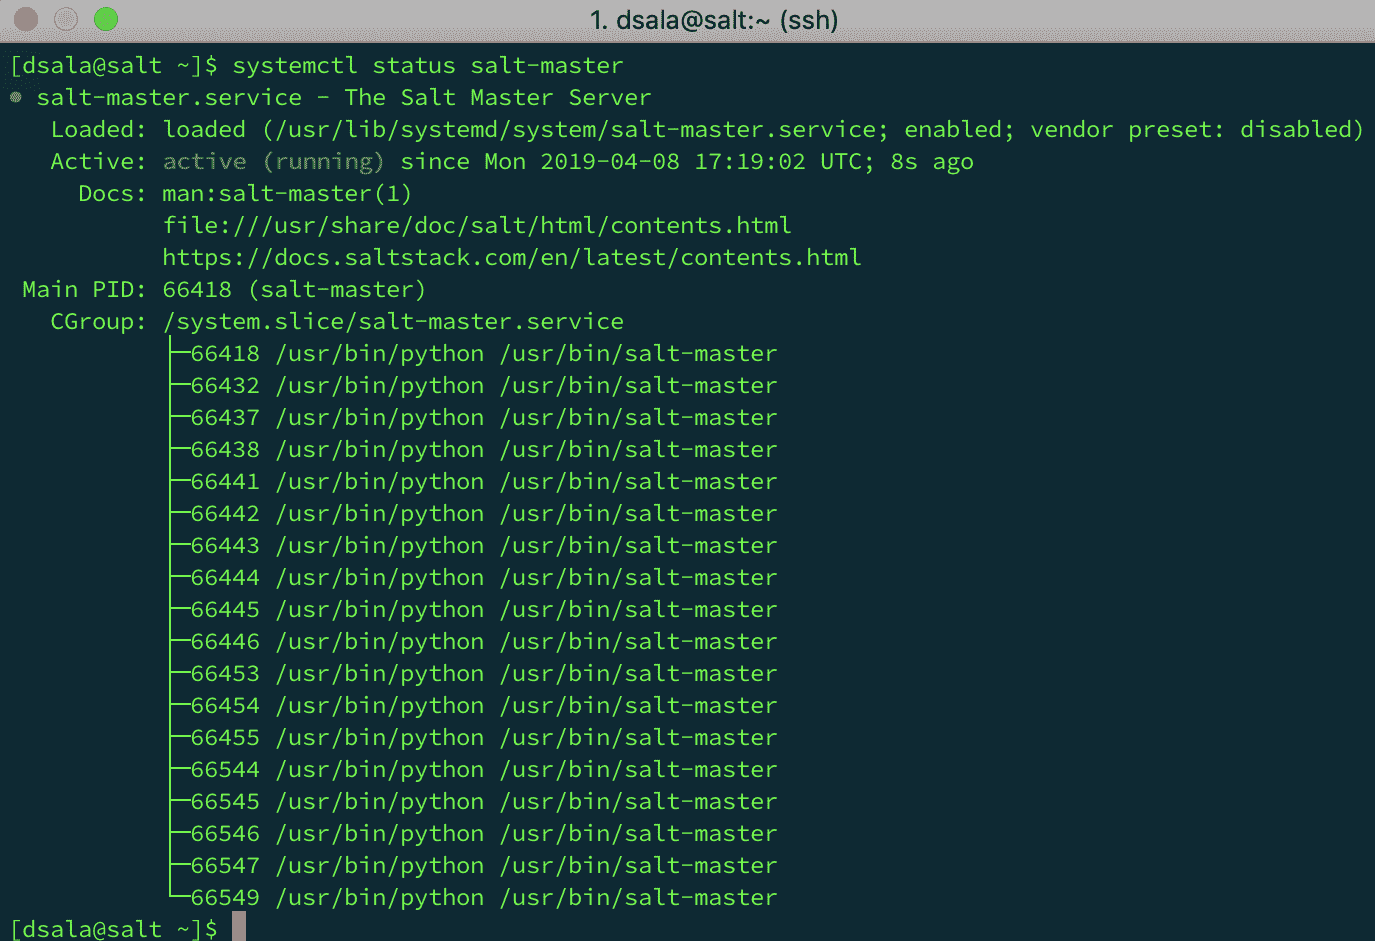 1. dsala@salt:~ (ssh)
[dsala@salt ~]$ systemctl status salt-master
● salt-master.service - The Salt Master Server
Loaded: loaded (/usr/lib/systemd/system/salt-master.service; enabled; vendor preset: disabled)
Active: active (running) since Mon 2019-04-08 17:19:02 UTC; 8s ago
Docs: man:salt-master(1)
file:///usr/share/doc/salt/html/contents.html
https://docs.saltstack.com/en/latest/contents.html
Main PID: 66418 (salt-master)
CGroup: /system.slice/salt-master.service
├─66418 /usr/bin/python /usr/bin/salt-master
├─66432 /usr/bin/python /usr/bin/salt-master
├─66437 /usr/bin/python /usr/bin/salt-master
├─66438 /usr/bin/python /usr/bin/salt-master
├─66441 /usr/bin/python /usr/bin/salt-master
├─66442 /usr/bin/python /usr/bin/salt-master
├─66443 /usr/bin/python /usr/bin/salt-master
├─66444 /usr/bin/python /usr/bin/salt-master
├─66445 /usr/bin/python /usr/bin/salt-master
├─66446 /usr/bin/python /usr/bin/salt-master
├─66453 /usr/bin/python /usr/bin/salt-master
├─66454 /usr/bin/python /usr/bin/salt-master
├─66455 /usr/bin/python /usr/bin/salt-master
├─66544 /usr/bin/python /usr/bin/salt-master
├─66545 /usr/bin/python /usr/bin/salt-master
├─66546 /usr/bin/python /usr/bin/salt-master
├─66547 /usr/bin/python /usr/bin/salt-master
└─66549 /usr/bin/python /usr/bin/salt-master
[dsala@salt ~]$